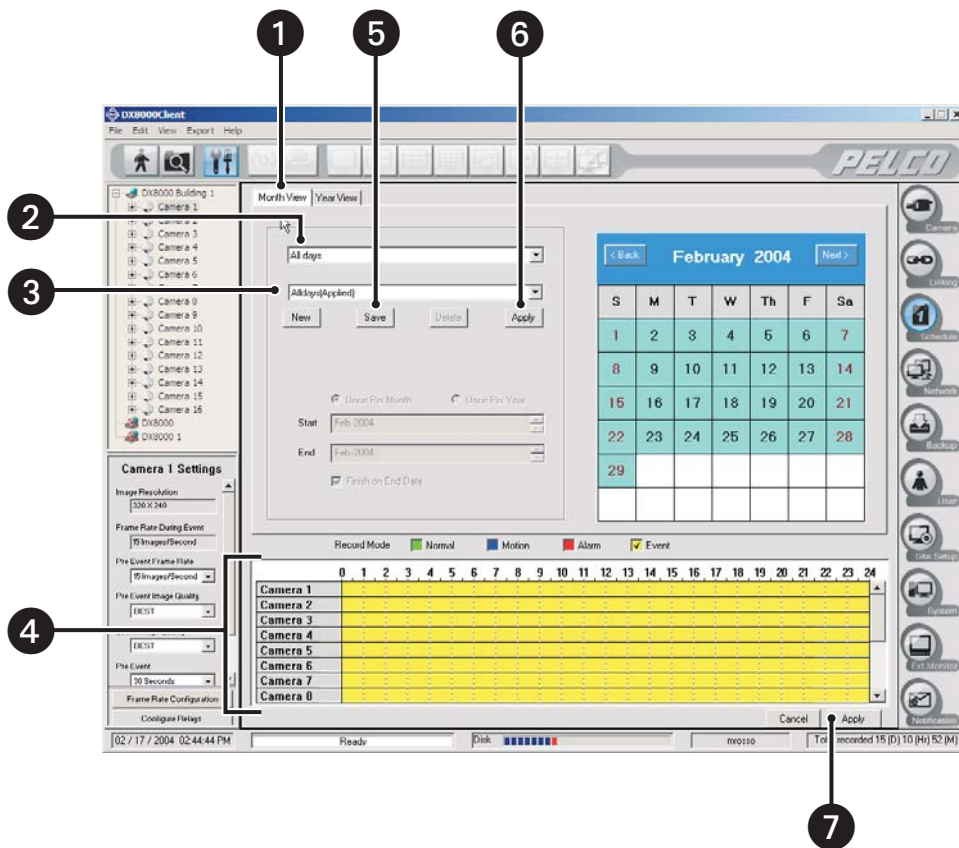 1
5
6
DX8000Client
File Edit View Export Help
PELCO
DX8000 Building 1
Camera 1
Camera 2
Camera 3
Camera 4
Camera 5
Camera 6
Camera 8
Camera 9
Camera 10
Camera 11
Camera 12
Camera 13
Camera 14
Camera 15
Camera 16
DX8000
DX8000 1
2
3
4
Month View Year View
All days
Alldays(Applied)
New Save Delete Apply
Once Per Month Once Per Year
Start Feb-2004
End Feb-2004
Finish on End Date
< Back February 2004 Next >
S M T W Th F Sa
1 2 3 4 5 6 7
8 9 10 11 12 13 14
15 16 17 18 19 20 21
22 23 24 25 26 27 28
29
Camera
Linking
Schedule
Network
Backup
User
Site Setup
System
Ext Monitor
Notification
Camera 1 Settings
Image Resolution
320 X 240
Frame Rate During Event
15 Images/Second
Pre Event Frame Rate
15 Images/Second
Pre Event Image Quality
BEST
BEST
Pre Event
30 Seconds
Frame Rate Configuration
Configure Relays
Record Mode Normal Motion Alarm Event
0 1 2 3 4 5 6 7 8 9 10 11 12 13 14 15 16 17 18 19 20 21 22 23 24
Camera 1
Camera 2
Camera 3
Camera 4
Camera 5
Camera 6
Camera 7
Camera 8
Cancel Apply
02 / 17 / 2004 02:44:44 PM Ready Disk mrosso recorded 15 (D) 10 (Hr) 52 (M)
7